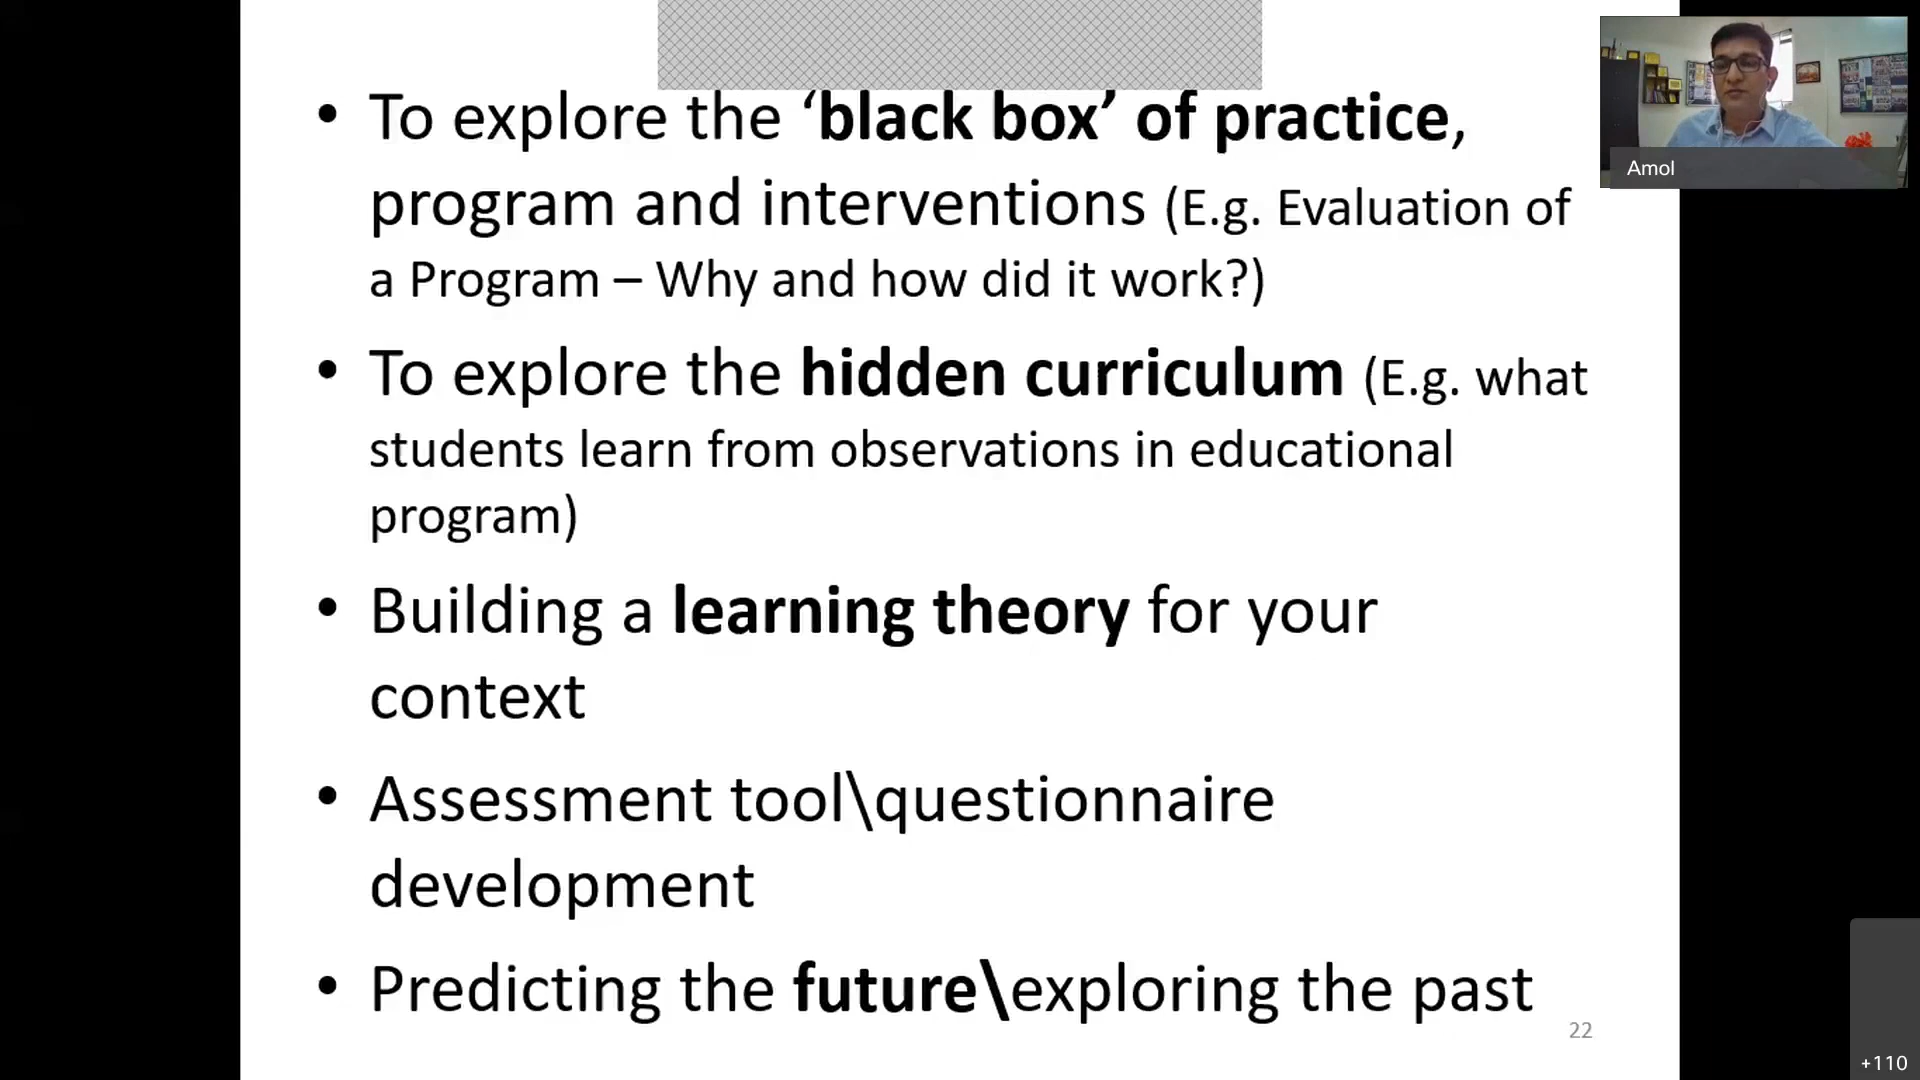 • To explore the ‘black box’ of practice,
program and interventions (E.g. Evaluation of
a Program – Why and how did it work?)
• To explore the hidden curriculum (E.g. what
students learn from observations in educational
program)
• Building a learning theory for your
context
• Assessment tool\questionnaire
development
• Predicting the future\exploring the past
22
Amol
+110